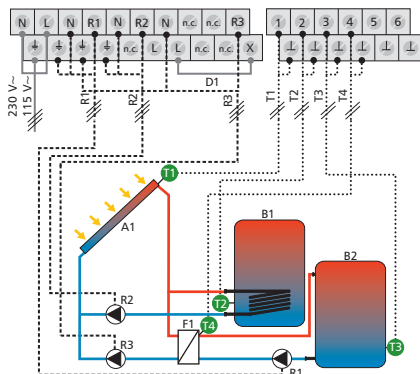 N L N R1 N R2 N n.c. n.c. R3 1 2 3 4 5 6
n.c. L L n.c. X
D1
230 V~
115 V~
R1
R2
R3
T1
T2
T3
T4
T1
A1
B1
B2
R2
T2
F1
T4
T3
R3
R1